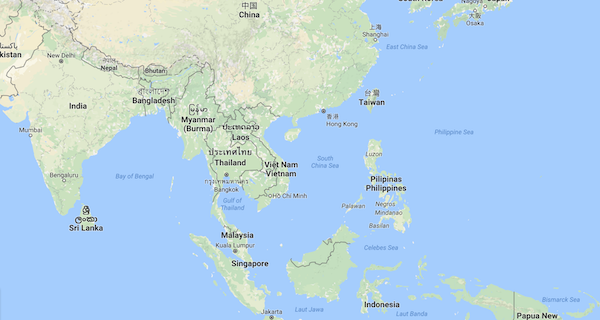 中国
China
South Korea
Nagoya
大阪
Osaka
上海
Shanghai
East China Sea
New Delhi
Nepal
Bhutan
Bangladesh
India
မြန်မာ
Myanmar
(Burma)
ປະເທດລາວ
Laos
台灣
Taiwan
香港
Hong Kong
Mumbai
ประเทศไทย
Thailand
Việt Nam
Vietnam
South
China Sea
Luzon
Philippine Sea
Bengaluru
Bay of Bengal
กรุงเทพมหานคร
Bangkok
Pilipinas
Philippines
Gulf of
Thailand
Ho Chi Minh
Palawan
Negros
Mindanao
Basilan
ශ්‍රී
ලංකා
Sri Lanka
Malaysia
Kuala Lumpur
Celebes Sea
Singapore
Indonesia
Jakarta
Laut Jawa
Laut Banda
Bismarck Sea
Papua New